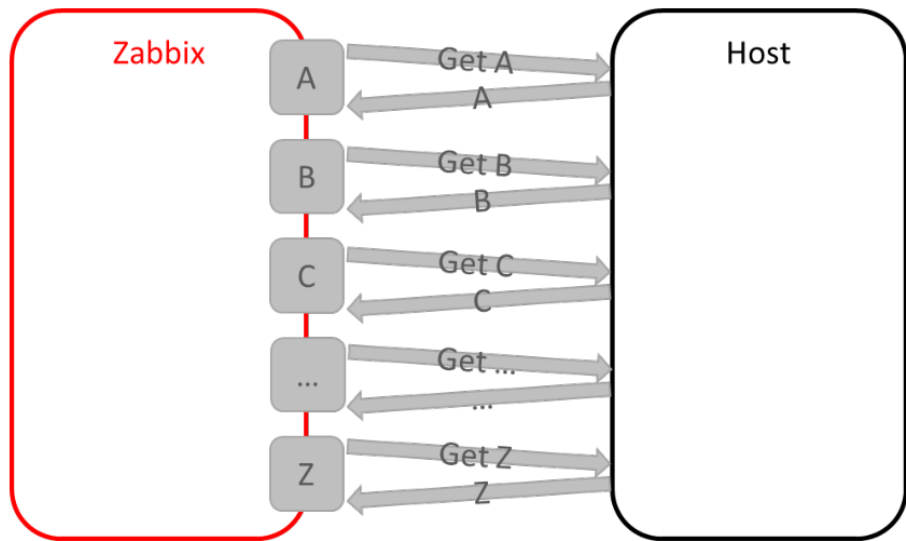 Zabbix
Host
A
Get A
A
B
Get B
B
C
Get C
C
...
Get ...
...
Z
Get Z
Z